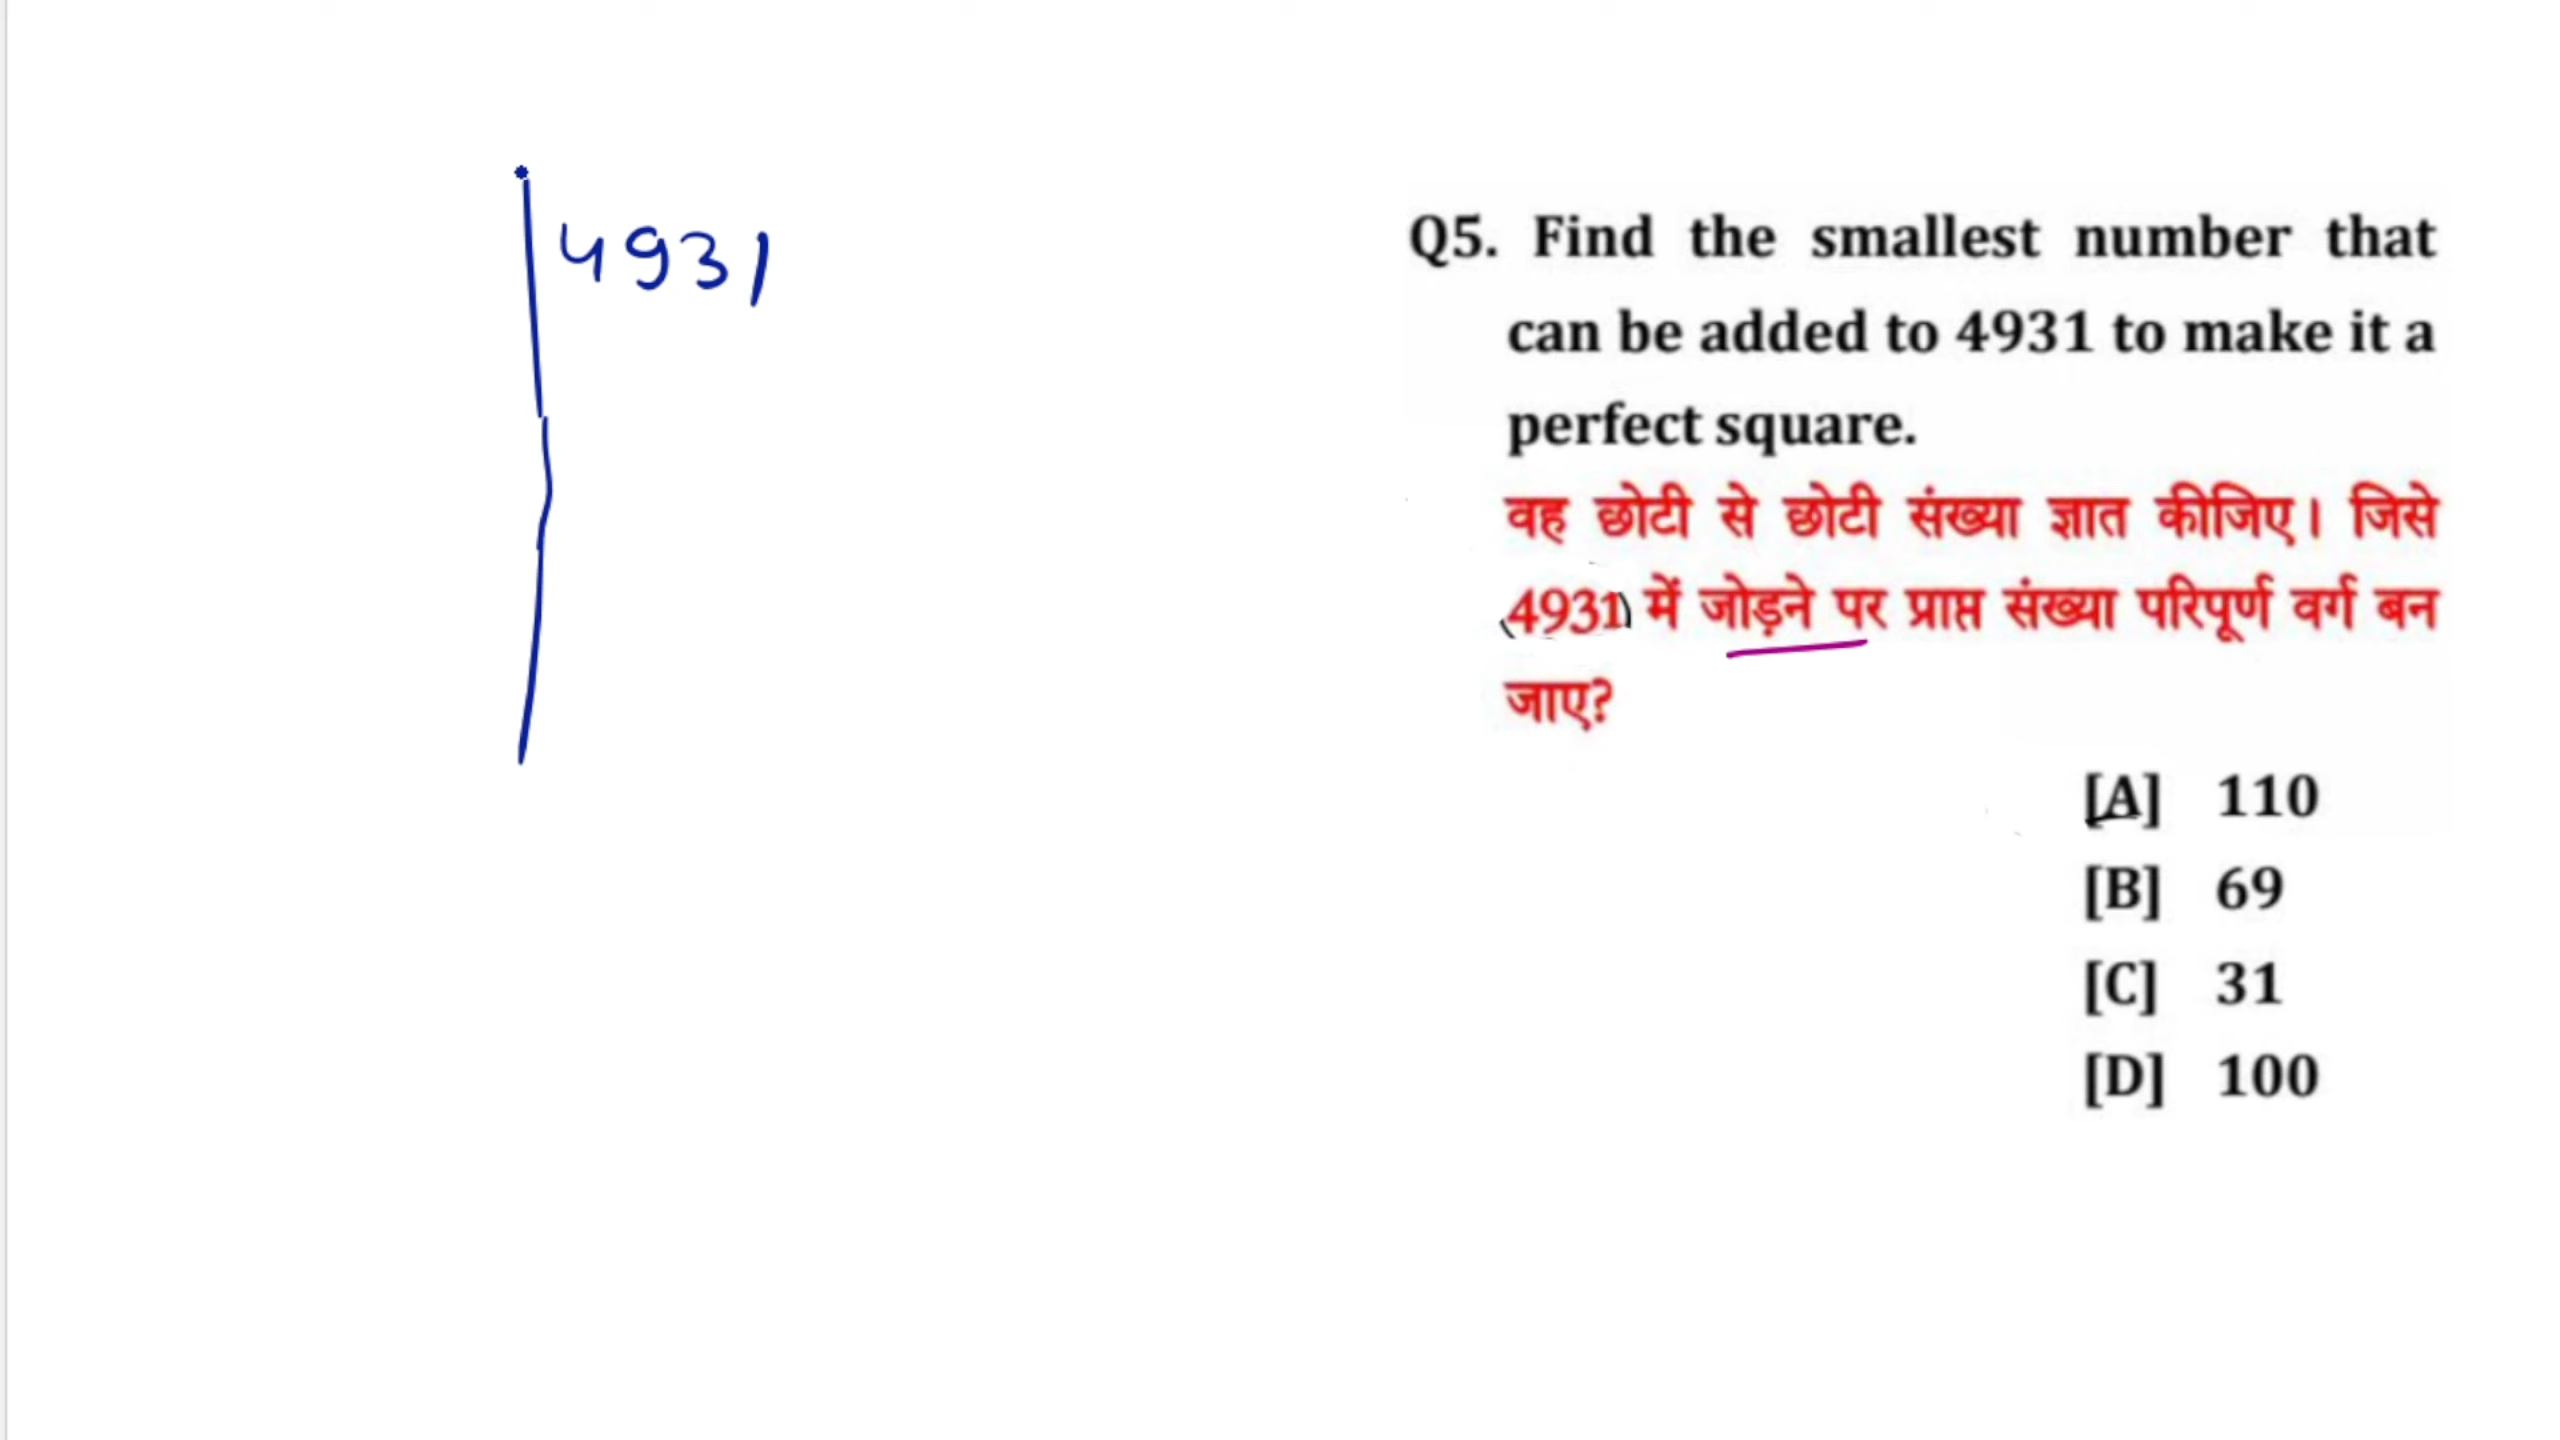 4931
Q5. Find the smallest number that
can be added to 4931 to make it a
perfect square.
वह छोटी से छोटी संख्या ज्ञात कीजिए। जिसे
4931 में जोड़ने पर प्राप्त संख्या परिपूर्ण वर्ग बन
जाए?
[A] 110
[B] 69
[C] 31
[D] 100